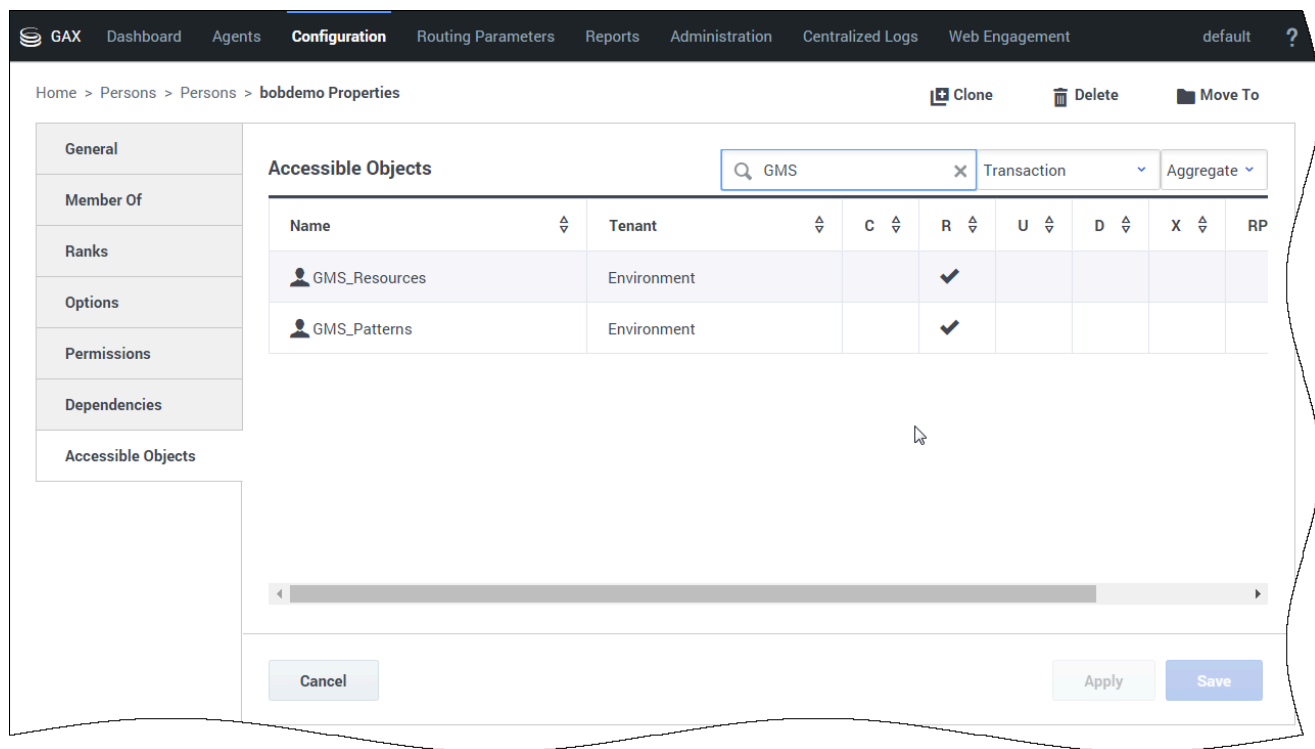 GAX Dashboard Agents Configuration Routing Parameters Reports Administration Centralized Logs Web Engagement default ?
Home > Persons > Persons > bobdemo Properties Clone Delete Move To
General
Member Of
Ranks
Options
Permissions
Dependencies
Accessible Objects
Accessible Objects GMS Transaction Aggregate
Name Tenant C R U D X RP
GMS_Resources Environment
GMS_Patterns Environment
Cancel Apply Save